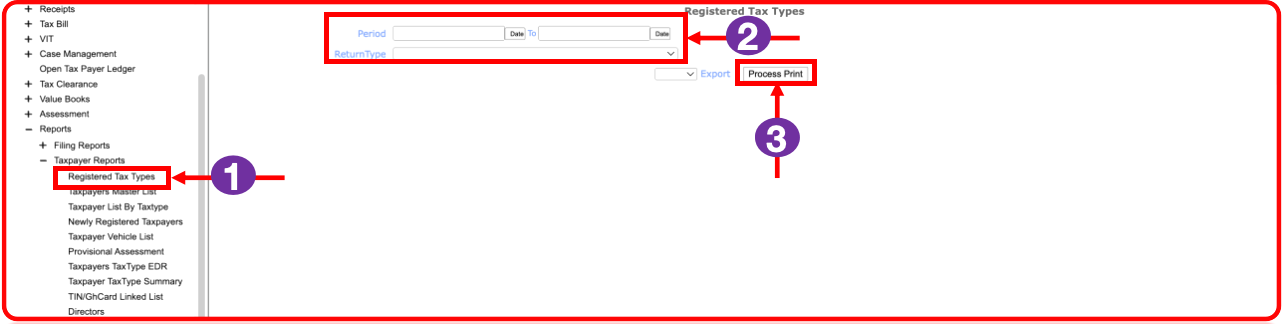 + Receipts
+ Tax Bill
+ VIT
+ Case Management
Open Tax Payer Ledger
+ Tax Clearance
+ Value Books
+ Assessment
− Reports
+ Filing Reports
− Taxpayer Reports
Registered Tax Types
Taxpayers Master List
Taxpayer List By Taxtype
Newly Registered Taxpayers
Taxpayer Vehicle List
Provisional Assessment
Taxpayers TaxType EDR
Taxpayer TaxType Summary
TIN/GhCard Linked List
Directors
1
Registered Tax Types
Period Date To Date
ReturnType
2
Export Process Print
3